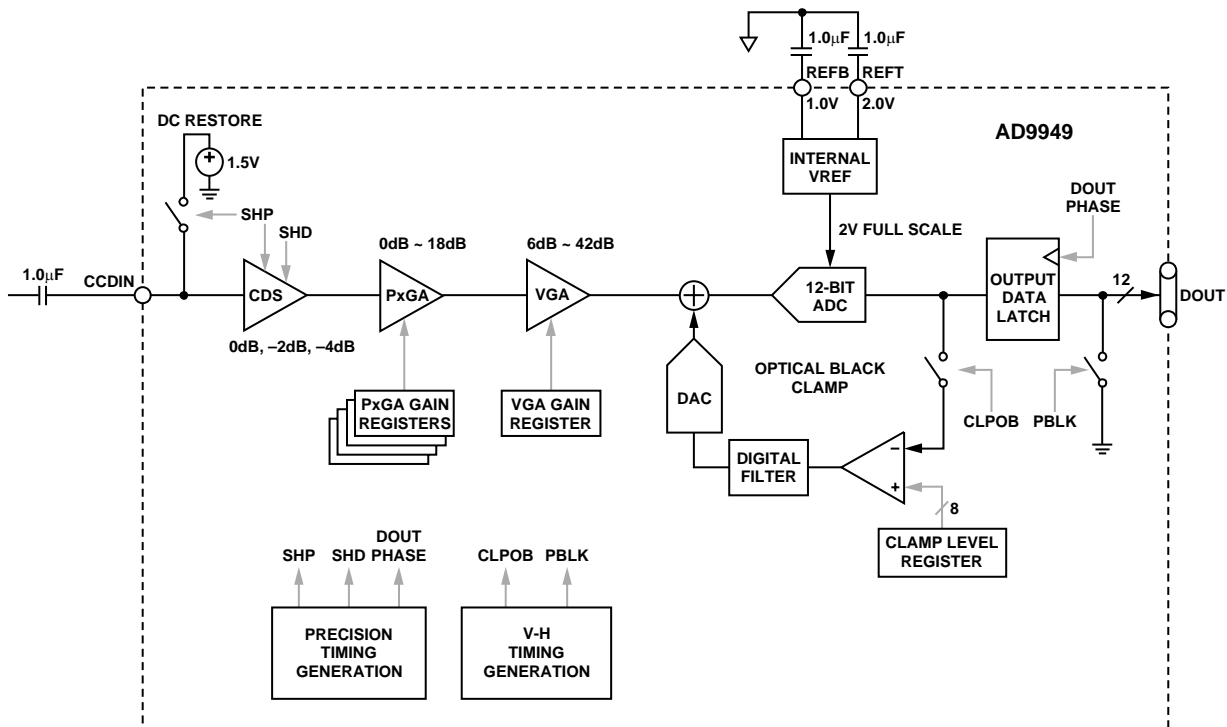 1.0µF 1.0µF
REFB REFT
1.0V 2.0V
DC RESTORE
AD9949
1.5V
INTERNAL
VREF
DOUT
PHASE
SHP
SHD
0dB ~ 18dB
6dB ~ 42dB
2V FULL SCALE
1.0µF
CCDIN
CDS
PxGA
VGA
12-BIT
ADC
OUTPUT
DATA
LATCH
12
DOUT
0dB, –2dB, –4dB
OPTICAL BLACK
CLAMP
DAC
PxGA GAIN
REGISTERS
VGA GAIN
REGISTER
CLPOB PBLK
DIGITAL
FILTER
–
+
8
CLAMP LEVEL
REGISTER
SHP SHD DOUT
PHASE
CLPOB PBLK
PRECISION
TIMING
GENERATION
V-H
TIMING
GENERATION